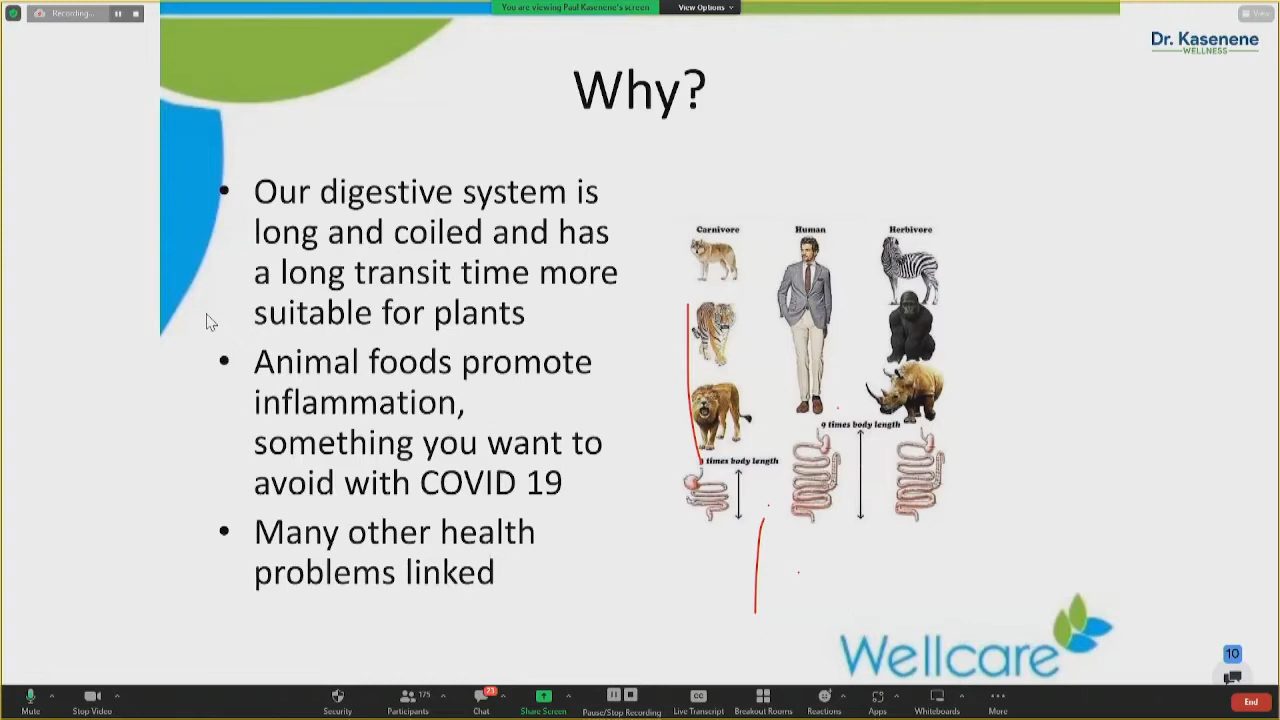 Recording...
You are viewing Paul Kasenene's screen
View Options
View
Dr. Kasenene
WELLNESS
Why?
• Our digestive system is
long and coiled and has
a long transit time more
suitable for plants
• Animal foods promote
inflammation,
something you want to
avoid with COVID 19
• Many other health
problems linked
Carnivore Human Herbivore
9 times body length
times body length
Wellcare
10
Mute
Stop Video
Security
Participants 175
Chat 23
Share Screen
Pause/Stop Recording
CC Live Transcript
Breakout Rooms
Reactions
Apps
Whiteboards
More
End